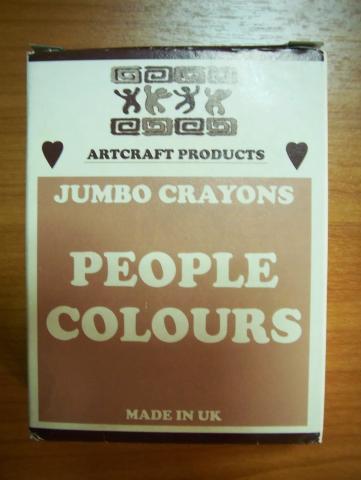 ARTCRAFT PRODUCTS
JUMBO CRAYONS
PEOPLE
COLOURS
MADE IN UK